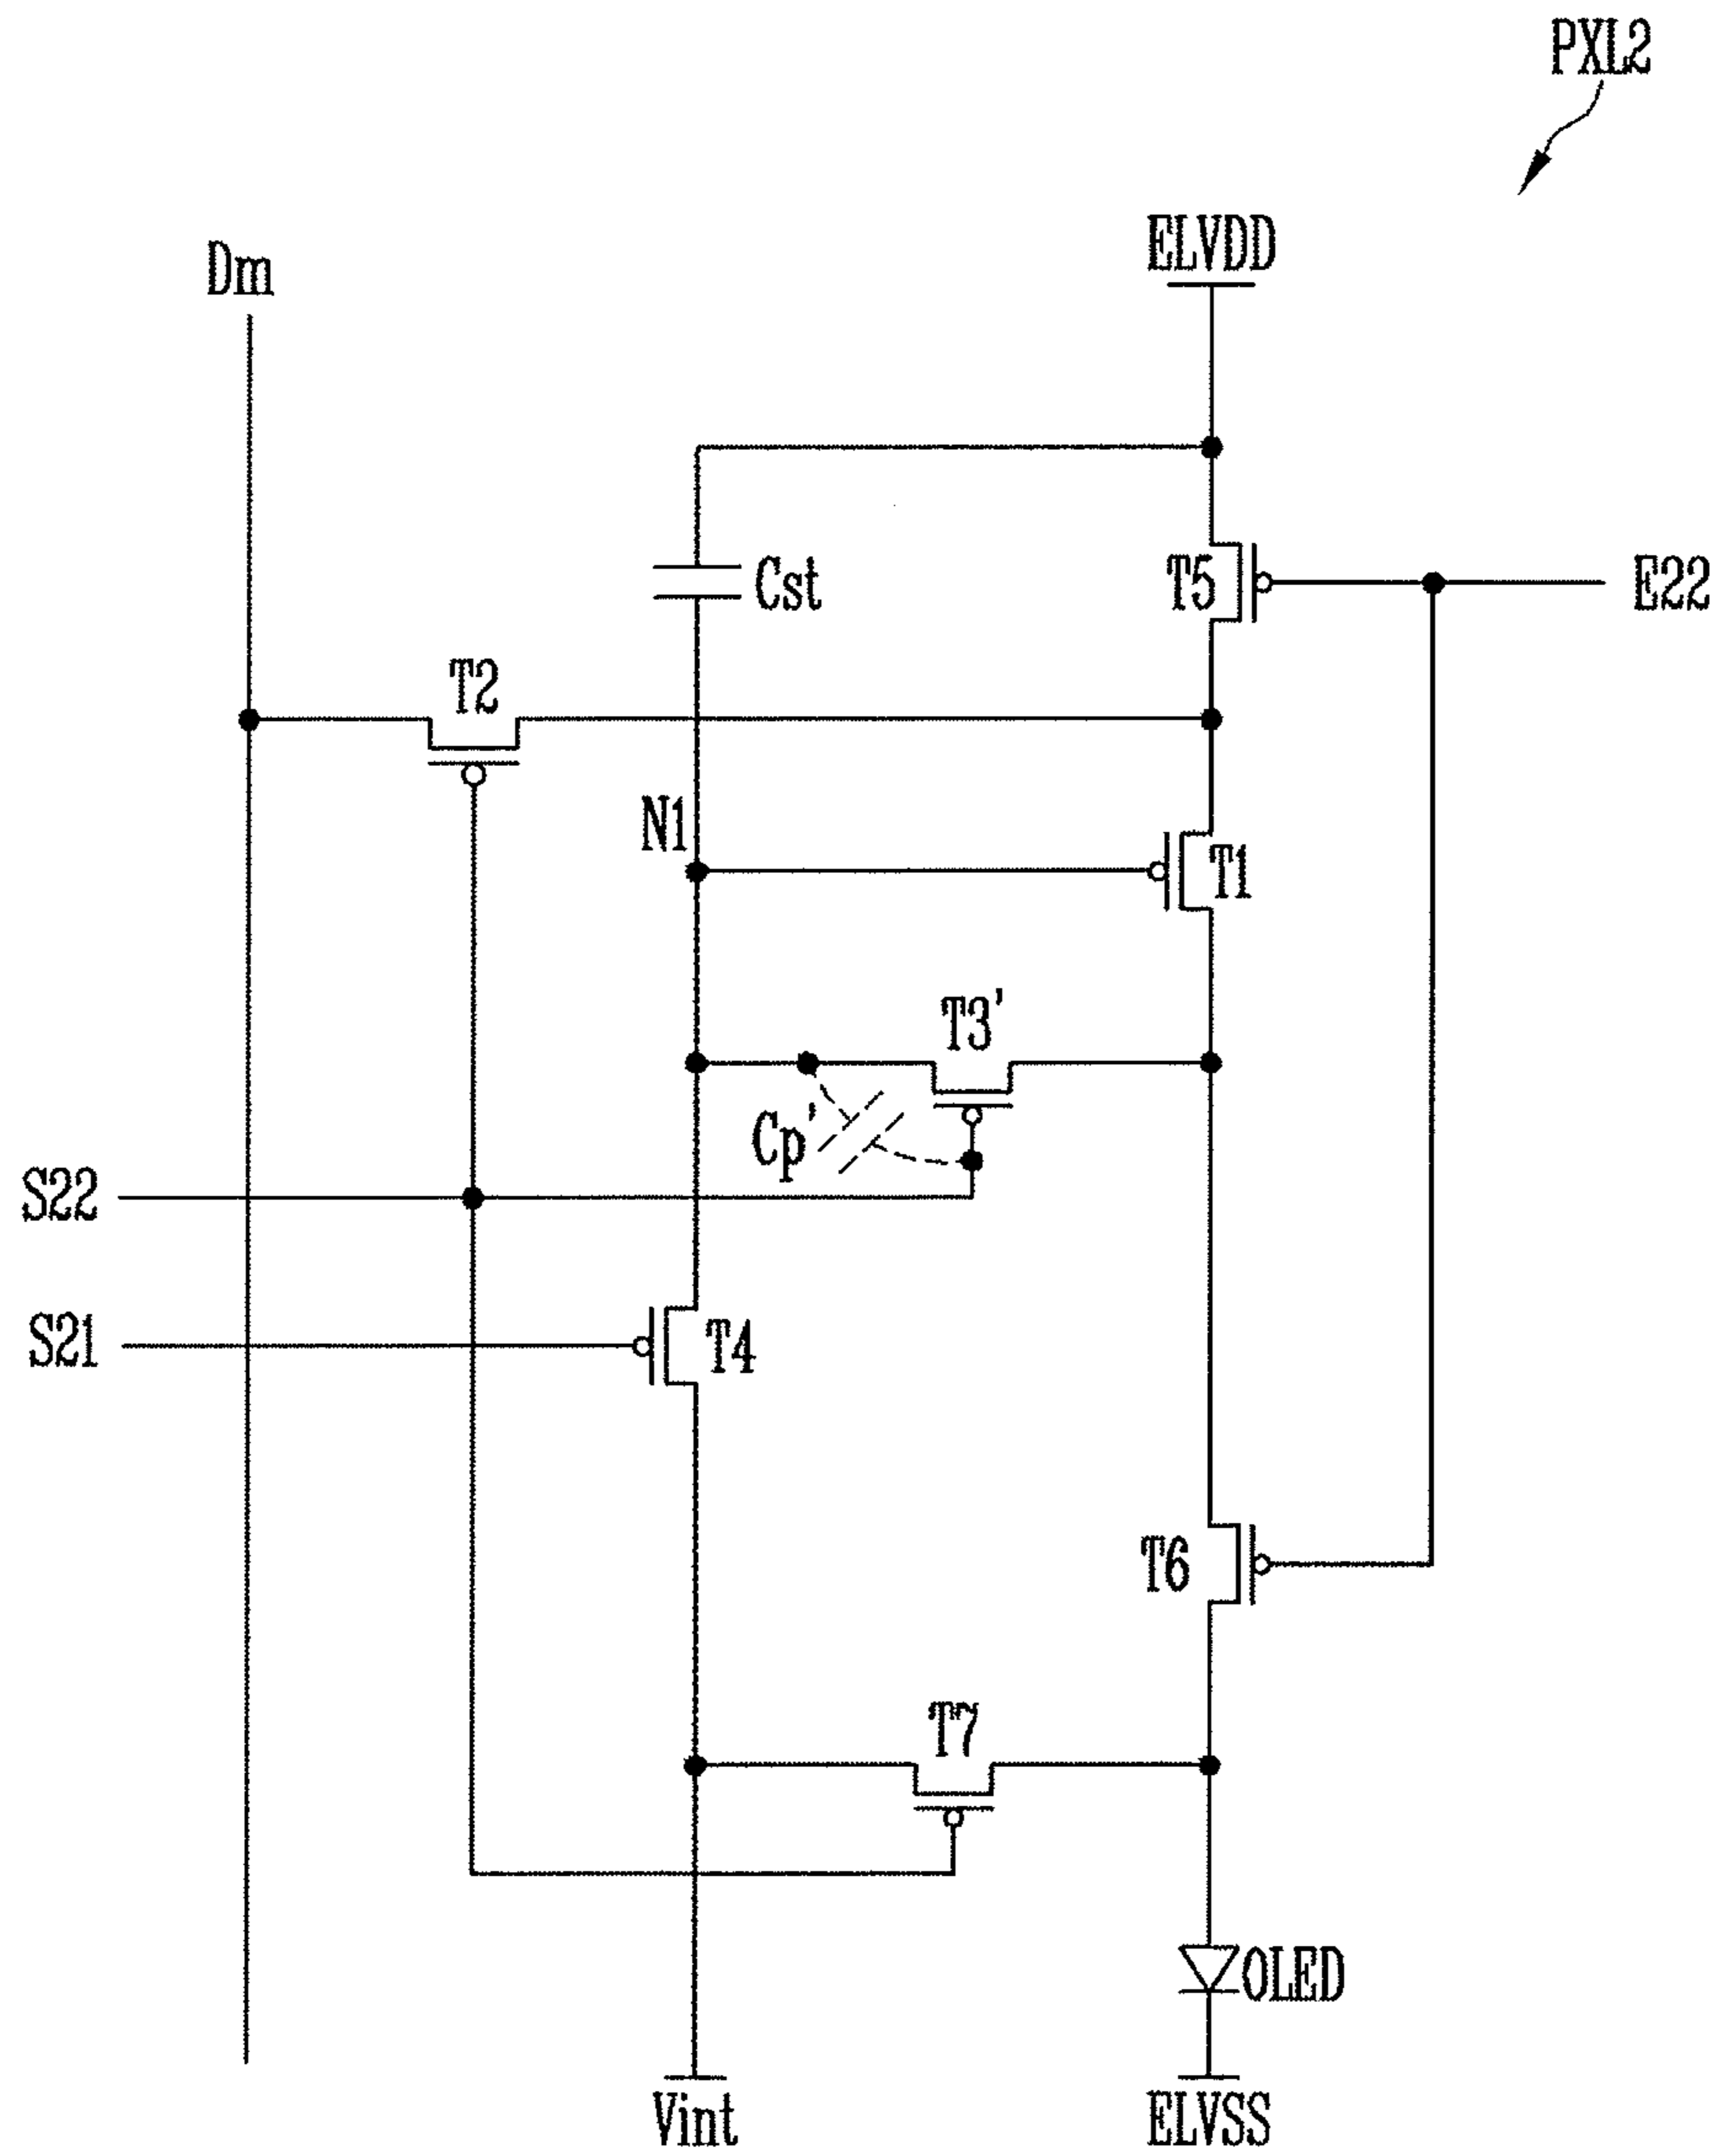 PXL2
ELVDD
Dm
T5
E22
Cst
T2
N1
T1
T3'
Cp'
S22
S21
T4
T6
T7
OLED
Vint
ELVSS